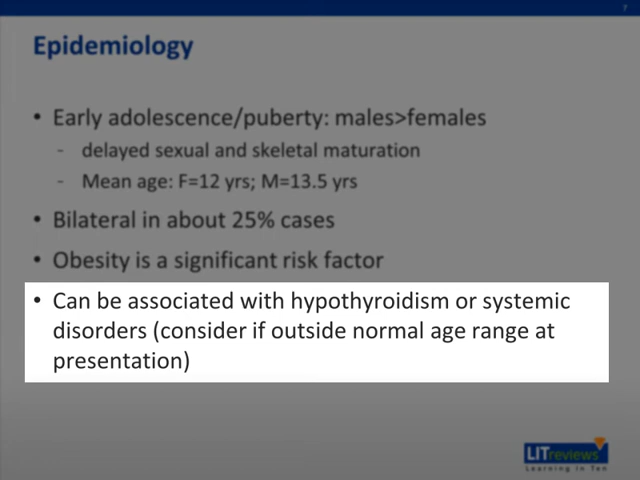 Epidemiology
• Early adolescence/puberty: males>females
- delayed sexual and skeletal maturation
- Mean age: F=12 yrs; M=13.5 yrs
• Bilateral in about 25% cases
• Obesity is a significant risk factor
• Can be associated with hypothyroidism or systemic
disorders (consider if outside normal age range at
presentation)
LITreviews
Learning In Ten